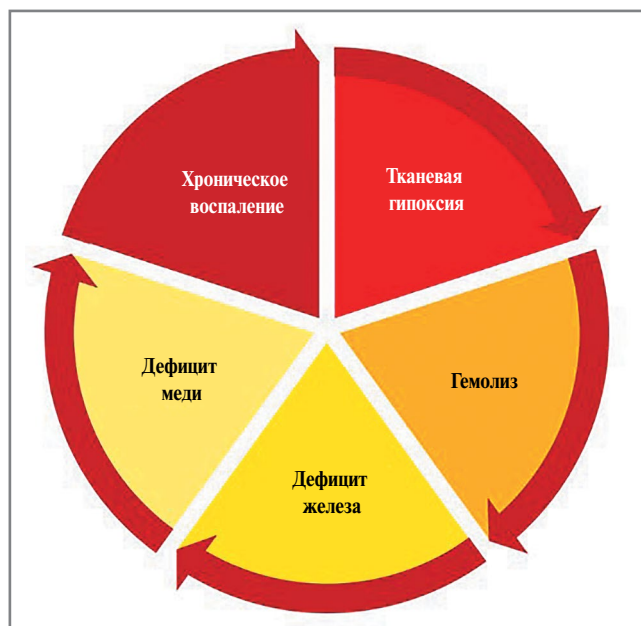 Хроническое
воспаление
Тканевая
гипоксия
Гемолиз
Дефицит
железа
Дефицит
меди